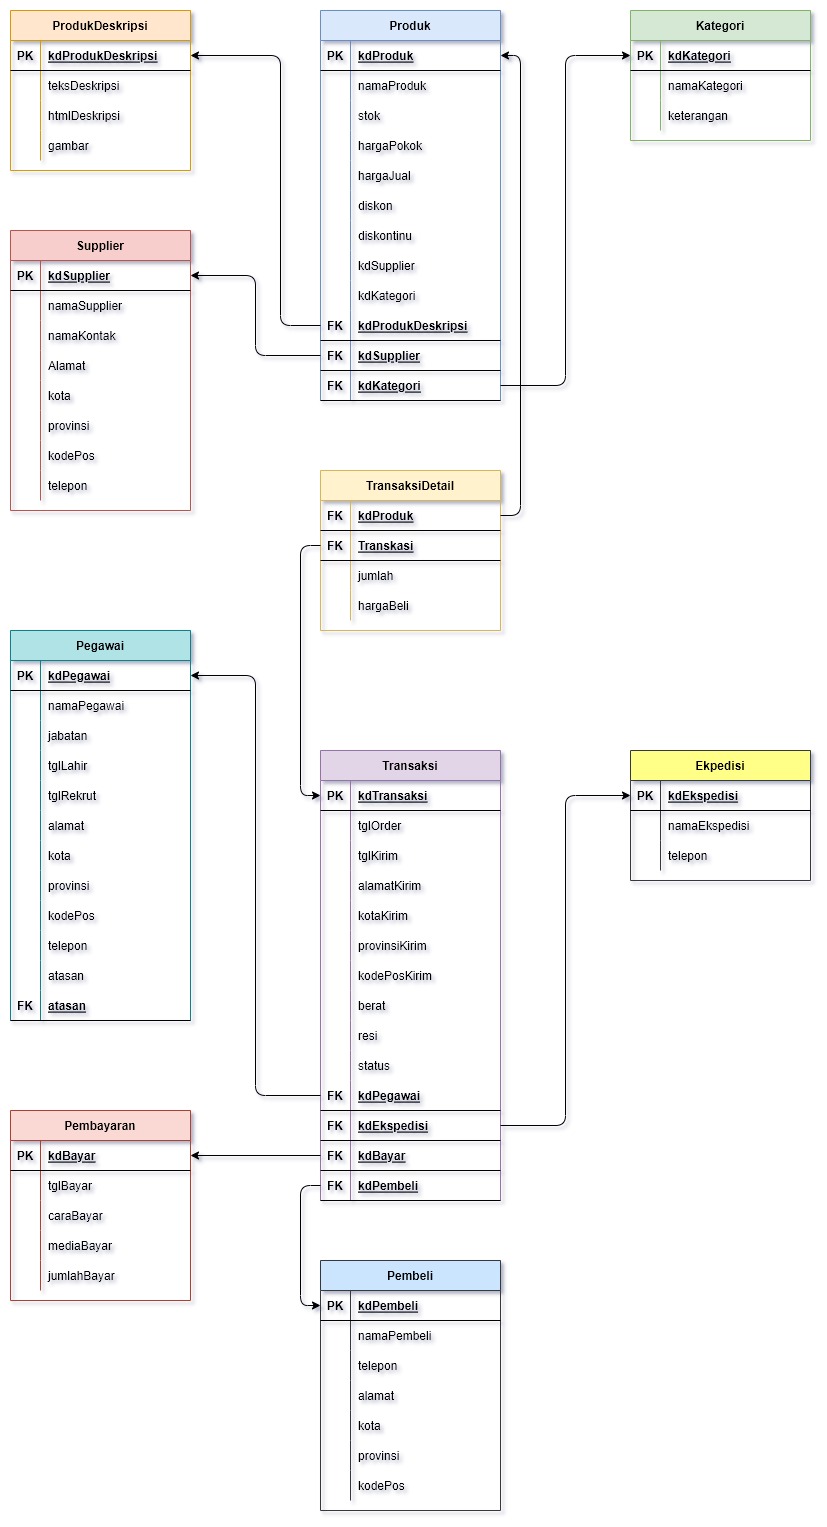 ProdukDeskripsi
PK kdProdukDeskripsi
teksDeskripsi
htmlDeskripsi
gambar
Produk
PK kdProduk
namaProduk
stok
hargaPokok
hargaJual
diskon
diskontinu
kdSupplier
kdKategori
FK kdProdukDeskripsi
FK kdSupplier
FK kdKategori
Kategori
PK kdKategori
namaKategori
keterangan
Supplier
PK kdSupplier
namaSupplier
namaKontak
Alamat
kota
provinsi
kodePos
telepon
TransaksiDetail
FK kdProduk
FK Transkasi
jumlah
hargaBeli
Pegawai
PK kdPegawai
namaPegawai
jabatan
tglLahir
tglRekrut
alamat
kota
provinsi
kodePos
telepon
atasan
FK atasan
Transaksi
PK kdTransaksi
tglOrder
tglKirim
alamatKirim
kotaKirim
provinsiKirim
kodePosKirim
berat
resi
status
FK kdPegawai
FK kdEkspedisi
FK kdBayar
FK kdPembeli
Ekpedisi
PK kdEkspedisi
namaEkspedisi
telepon
Pembayaran
PK kdBayar
tglBayar
caraBayar
mediaBayar
jumlahBayar
Pembeli
PK kdPembeli
namaPembeli
telepon
alamat
kota
provinsi
kodePos